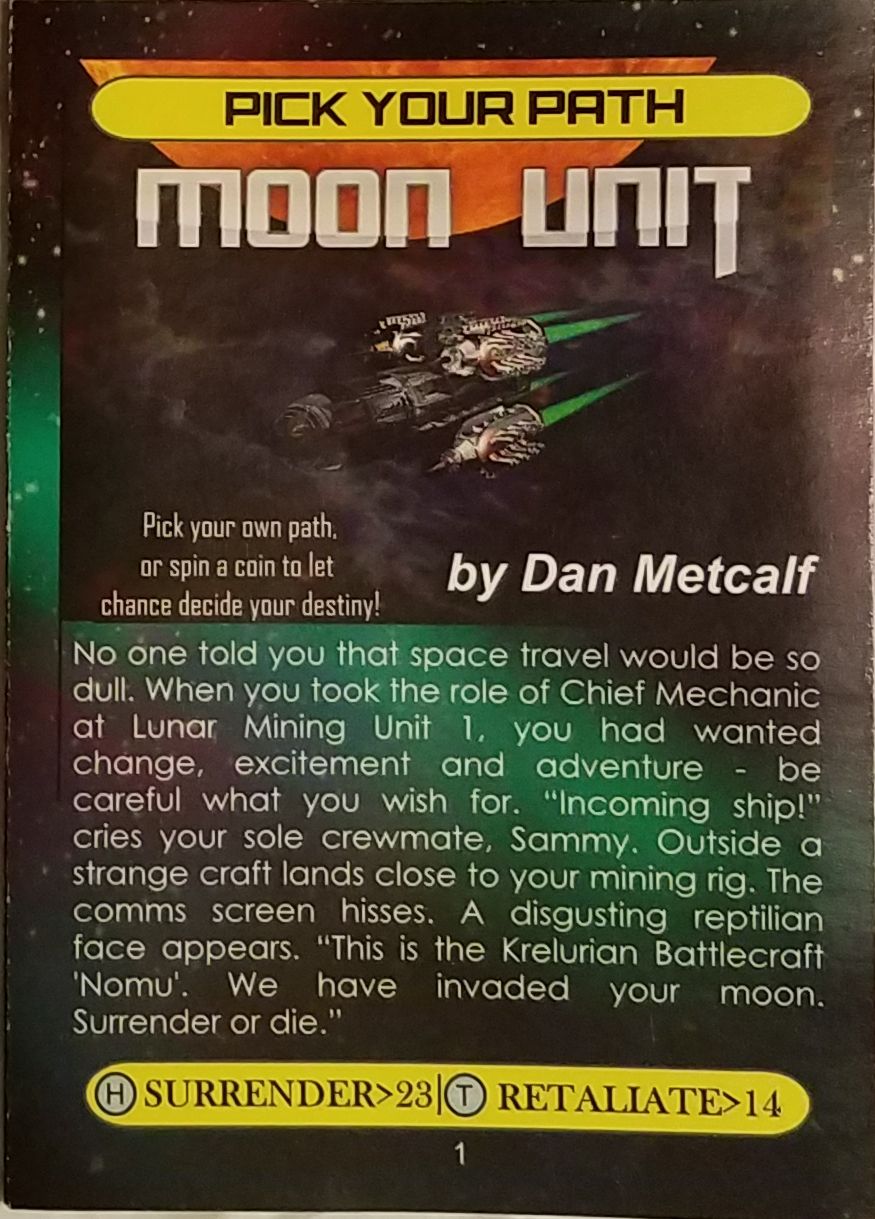 PICK YOUR PATH
MOON UNIT
Pick your own path,
or spin a coin to let
chance decide your destiny!
by Dan Metcalf
No one told you that space travel would be so
dull. When you took the role of Chief Mechanic
at Lunar Mining Unit 1, you had wanted
change, excitement and adventure - be
careful what you wish for. “Incoming ship!”
cries your sole crewmate, Sammy. Outside a
strange craft lands close to your mining rig. The
comms screen hisses. A disgusting reptilian
face appears. “This is the Krelurian Battlecraft
'Nomu'. We have invaded your moon.
Surrender or die.”
H SURRENDER>23|T RETALIATE>14
1